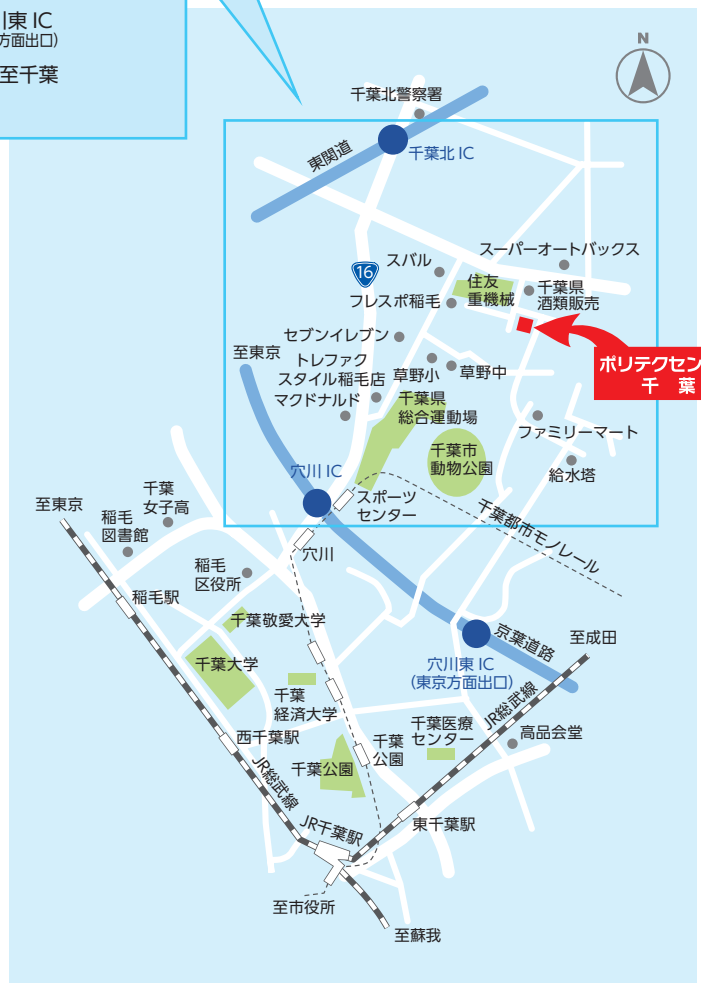 川東 IC
方面出口)
至千葉
N
千葉北警察署
東関道
千葉北 IC
16
スバル
スーパーオートバックス
住友
重機械
千葉県
酒類販売
フレスポ稲毛
セブンイレブン
至東京
トレファク
スタイル稲毛店
草野小
草野中
ポリテクセン
千 葉
マクドナルド
千葉県
総合運動場
ファミリーマート
千葉市
動物公園
給水塔
穴川 IC
スポーツ
センター
千葉都市モノレール
至東京
千葉
女子高
稲毛
図書館
穴川
稲毛
区役所
稲毛駅
千葉敬愛大学
京葉道路
至成田
千葉大学
穴川東 IC
(東京方面出口)
千葉
経済大学
JR総武線
西千葉駅
千葉医療
センター
高品会堂
千葉
公園
千葉公園
JR総武線
JR千葉駅
東千葉駅
至市役所
至蘇我